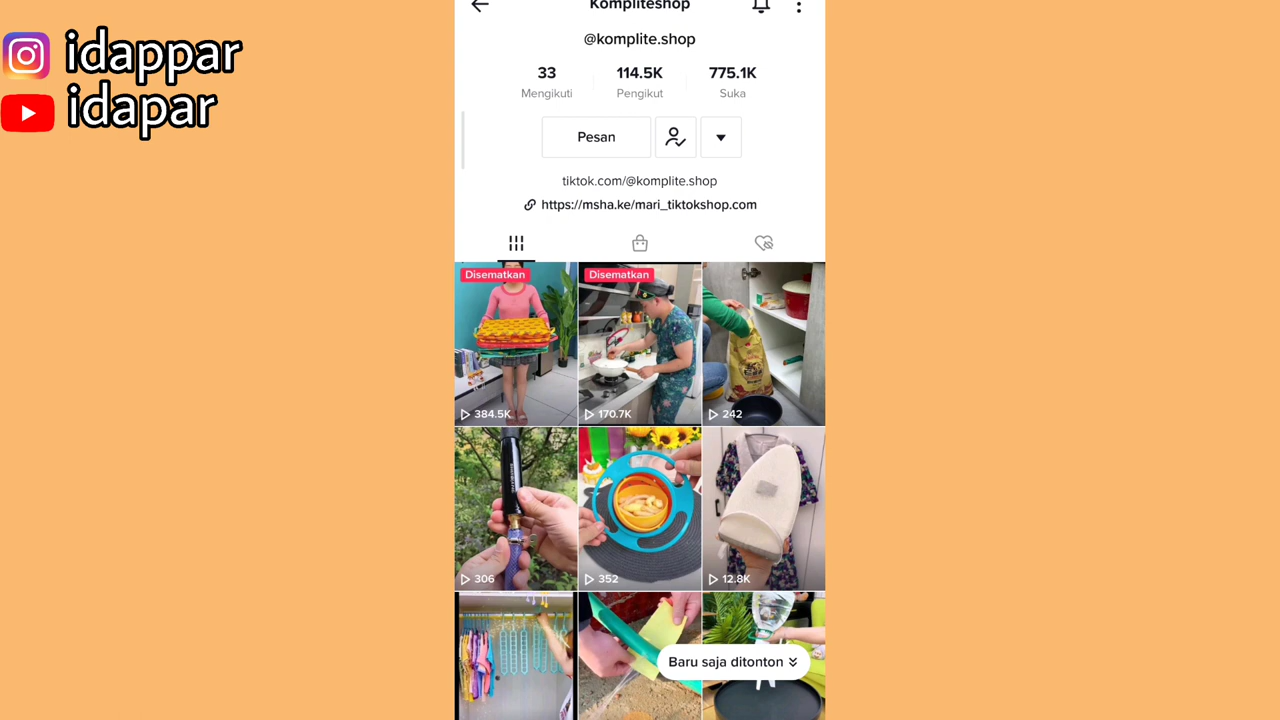 idappar
idapar
Kompliteshop
@komplite.shop
33 114.5K 775.1K
Mengikuti Pengikut Suka
Pesan
tiktok.com/@komplite.shop
https://msha.ke/mari_tiktokshop.com
Disematkan Disematkan
384.5K 170.7K 242
306 352 12.8K
Baru saja ditonton